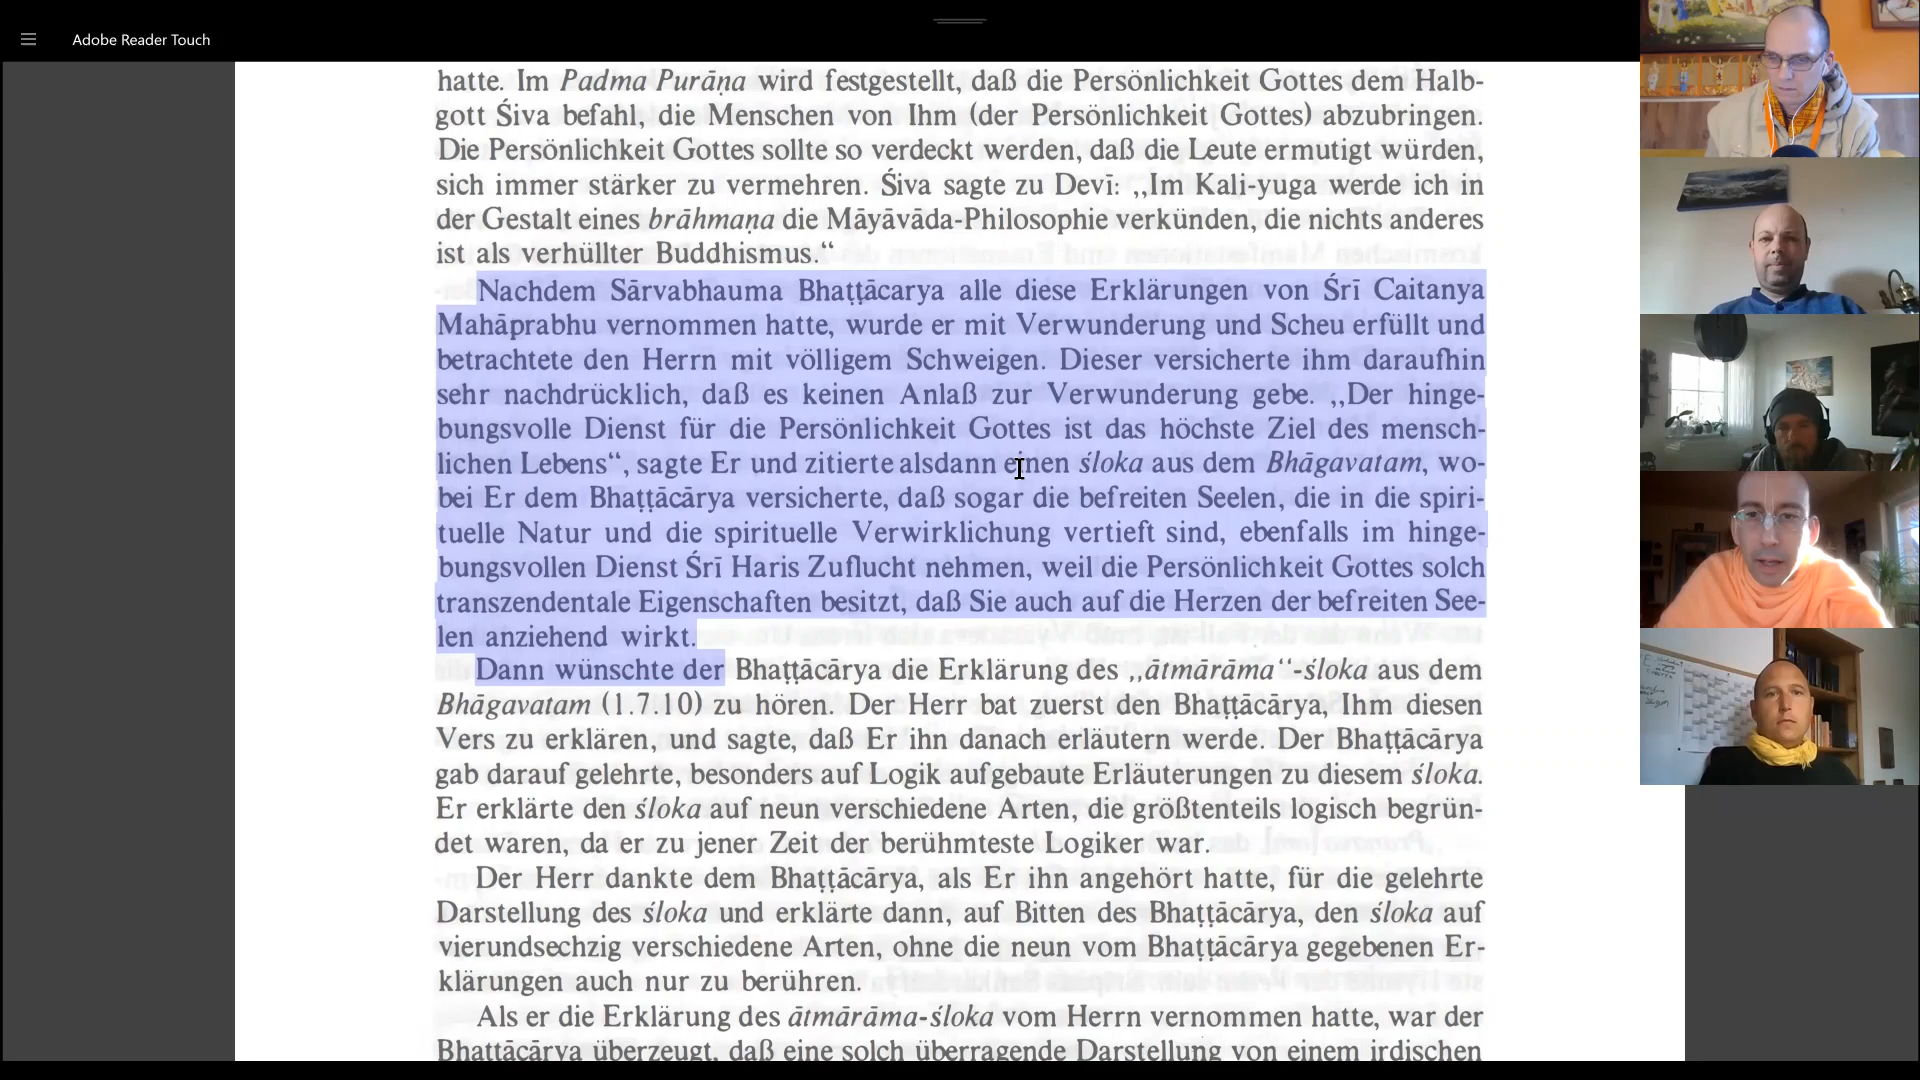 Adobe Reader Touch
hatte. Im Padma Purāṇa wird festgestellt, daß die Persönlichkeit Gottes dem Halb-
gott Śiva befahl, die Menschen von Ihm (der Persönlichkeit Gottes) abzubringen.
Die Persönlichkeit Gottes sollte so verdeckt werden, daß die Leute ermutigt würden,
sich immer stärker zu vermehren. Śiva sagte zu Devī: ,,Im Kali-yuga werde ich in
der Gestalt eines brāhmaṇa die Māyāvāda-Philosophie verkünden, die nichts anderes
ist als verhüllter Buddhismus.“
Nachdem Sārvabhauma Bhaṭṭācarya alle diese Erklärungen von Śrī Caitanya
Mahāprabhu vernommen hatte, wurde er mit Verwunderung und Scheu erfüllt und
betrachtete den Herrn mit völligem Schweigen. Dieser versicherte ihm daraufhin
sehr nachdrücklich, daß es keinen Anlaß zur Verwunderung gebe. ,,Der hinge-
bungsvolle Dienst für die Persönlichkeit Gottes ist das höchste Ziel des mensch-
lichen Lebens“, sagte Er und zitierte alsdann einen śloka aus dem Bhāgavatam, wo-
bei Er dem Bhaṭṭācārya versicherte, daß sogar die befreiten Seelen, die in die spiri-
tuelle Natur und die spirituelle Verwirklichung vertieft sind, ebenfalls im hinge-
bungsvollen Dienst Śrī Haris Zuflucht nehmen, weil die Persönlichkeit Gottes solch
transzendentale Eigenschaften besitzt, daß Sie auch auf die Herzen der befreiten See-
len anziehend wirkt.
Dann wünschte der Bhaṭṭācārya die Erklärung des ,,ātmārāma“-śloka aus dem
Bhāgavatam (1.7.10) zu hören. Der Herr bat zuerst den Bhaṭṭācārya, Ihm diesen
Vers zu erklären, und sagte, daß Er ihn danach erläutern werde. Der Bhaṭṭācārya
gab darauf gelehrte, besonders auf Logik aufgebaute Erläuterungen zu diesem śloka.
Er erklärte den śloka auf neun verschiedene Arten, die größtenteils logisch begrün-
det waren, da er zu jener Zeit der berühmteste Logiker war.
Der Herr dankte dem Bhaṭṭācārya, als Er ihn angehört hatte, für die gelehrte
Darstellung des śloka und erklärte dann, auf Bitten des Bhaṭṭācārya, den śloka auf
vierundsechzig verschiedene Arten, ohne die neun vom Bhaṭṭācārya gegebenen Er-
klärungen auch nur zu berühren.
Als er die Erklärung des ātmārāma-śloka vom Herrn vernommen hatte, war der
Bhaṭṭācārya überzeugt, daß eine solch überragende Darstellung von einem irdischen